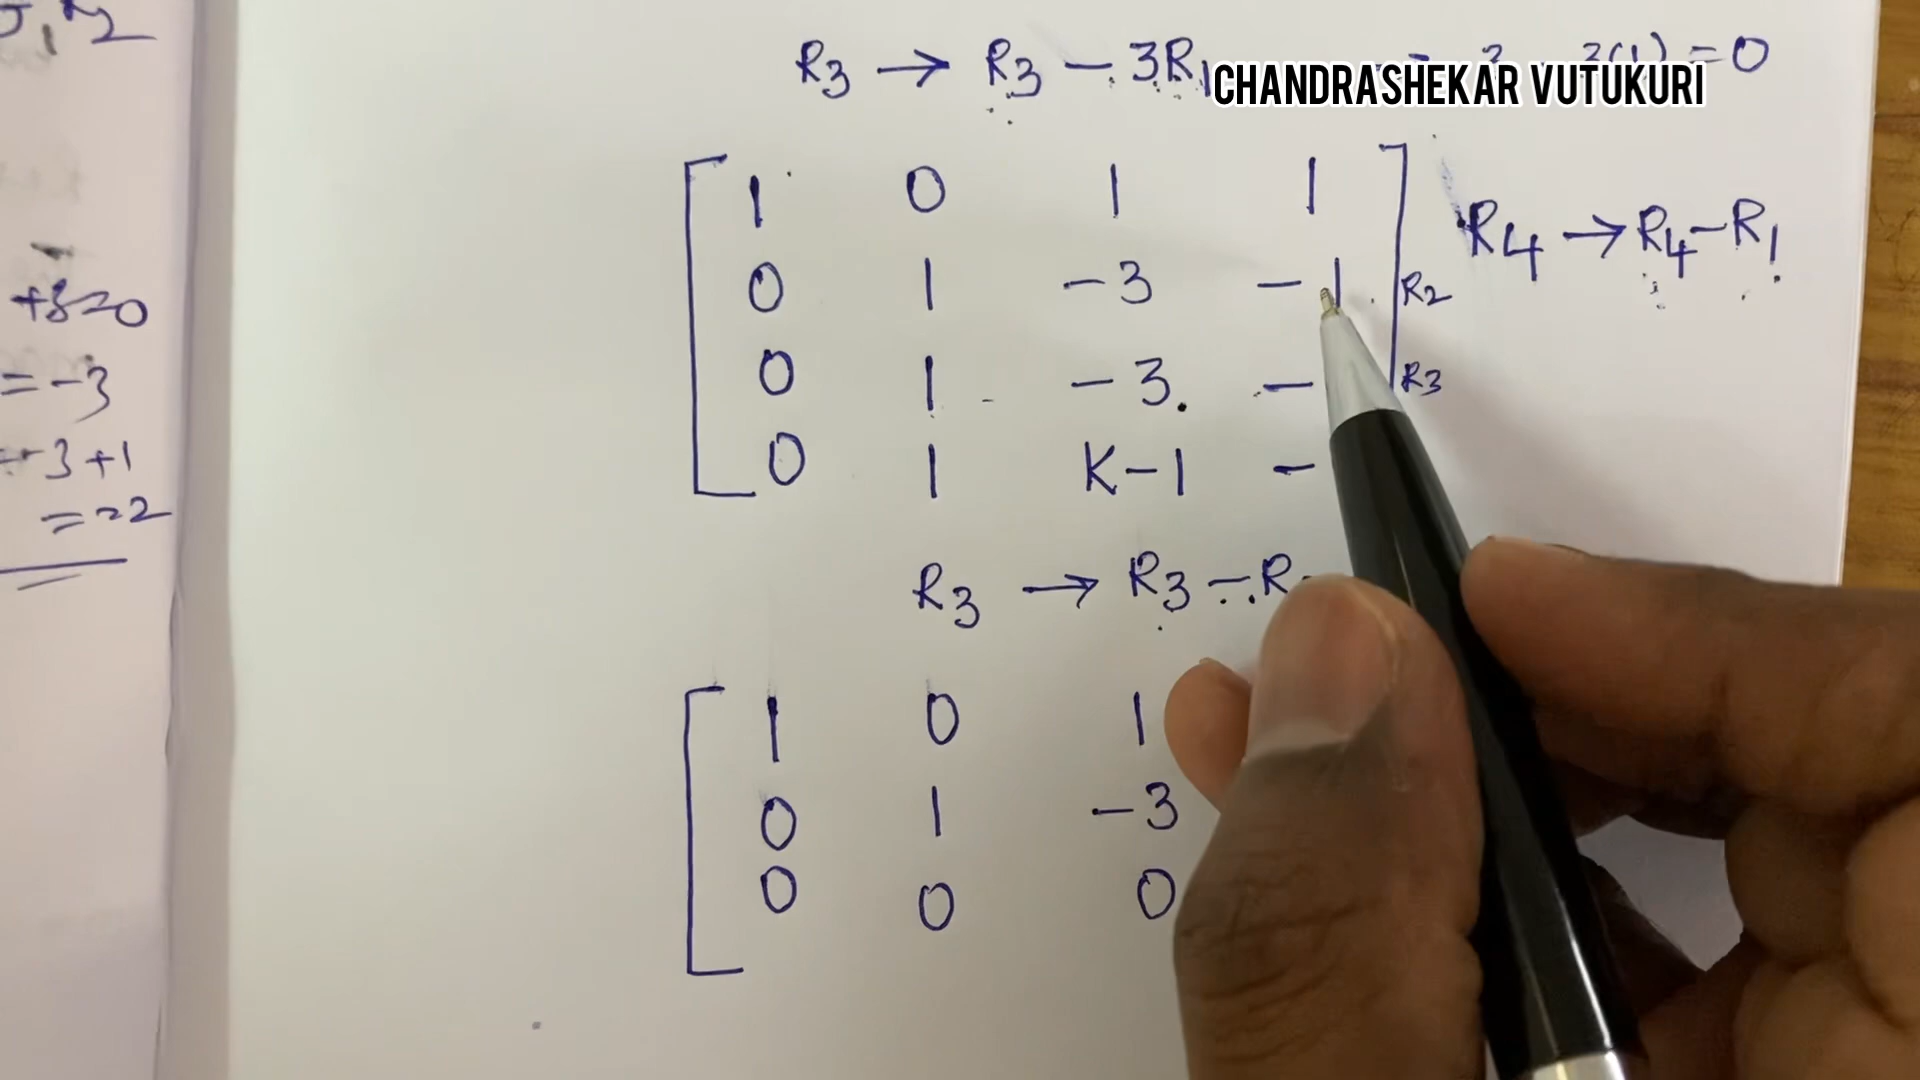 R3 → R3 - 3R1
CHANDRASHEKAR VUTUKURI
= 0
1 0 1 1
R4 → R4 - R1
0 1 -3 -1 R2
0 1 -3 - R3
0 1 K-1 -
R3 → R3 - R
1 0 1
0 1 -3
0 0 0
= -3
-3+1
= -2